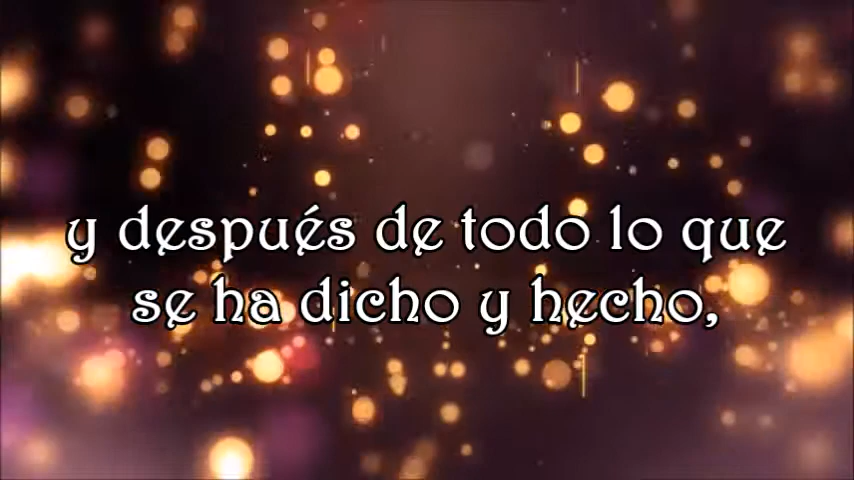 y después de todo lo que
se ha dicho y hecho,